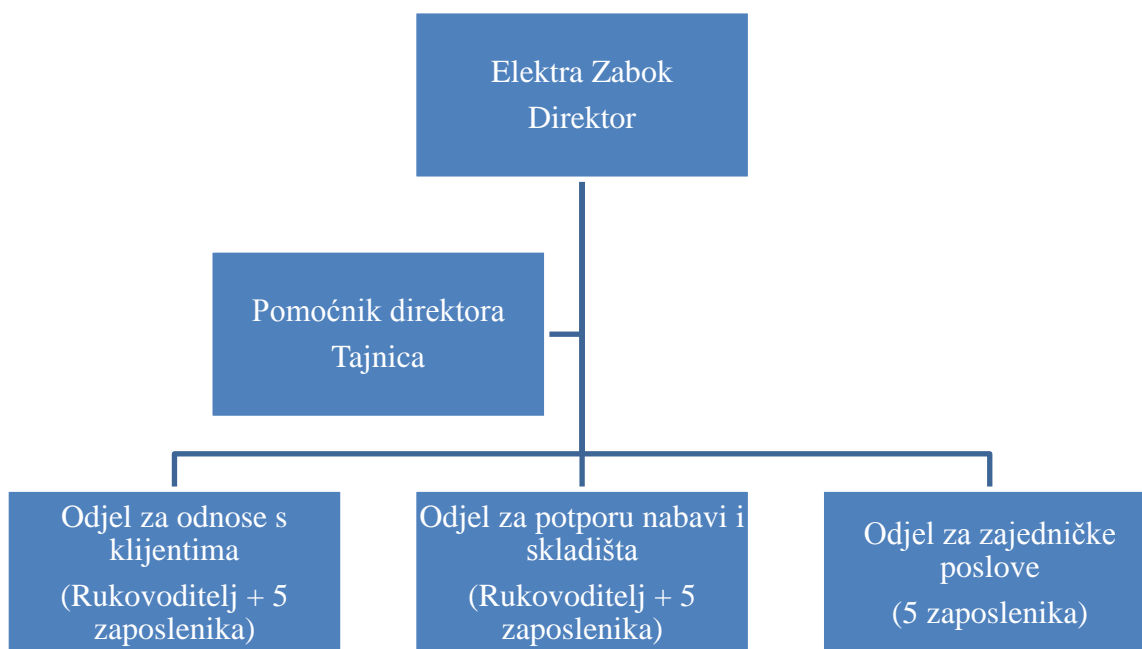 Elektra Zabok
Direktor
Pomoćnik direktora
Tajnica
Odjel za odnose s
klijentima
(Rukovoditelj + 5
zaposlenika)
Odjel za potporu nabavi i
skladišta
(Rukovoditelj + 5
zaposlenika)
Odjel za zajedničke
poslove
(5 zaposlenika)